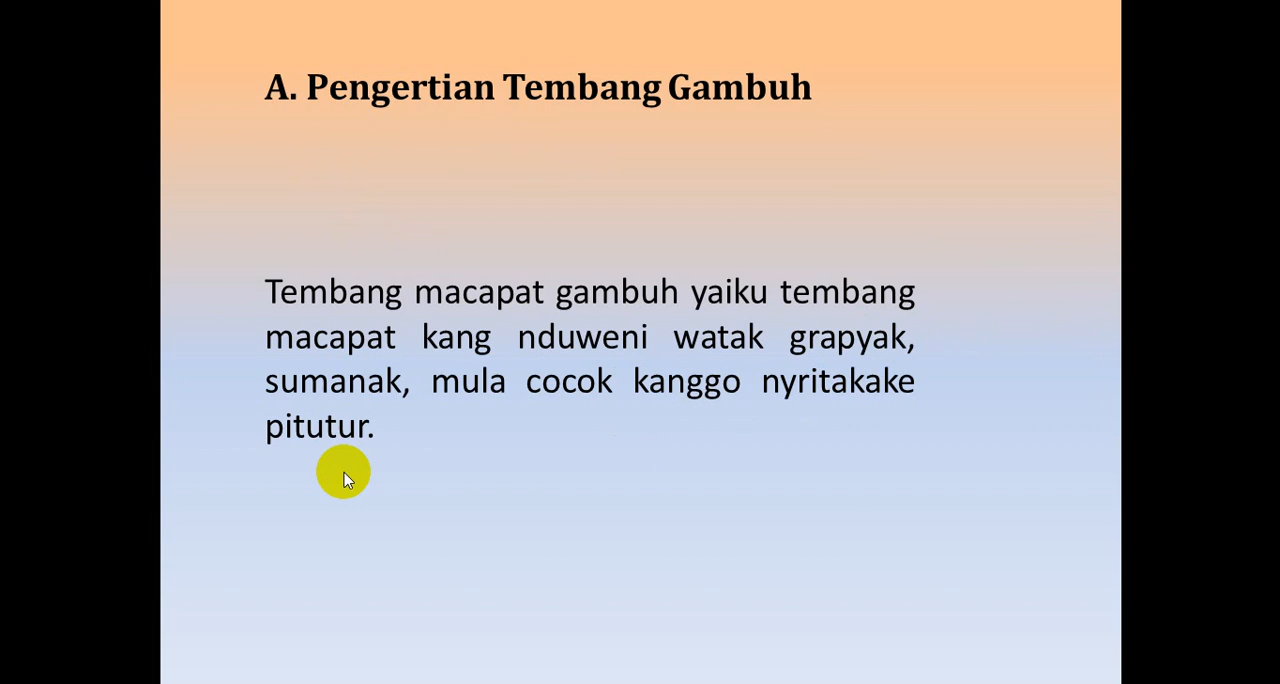 A. Pengertian Tembang Gambuh
Tembang macapat gambuh yaiku tembang
macapat kang nduweni watak grapyak,
sumanak, mula cocok kanggo nyritakake
pitutur.